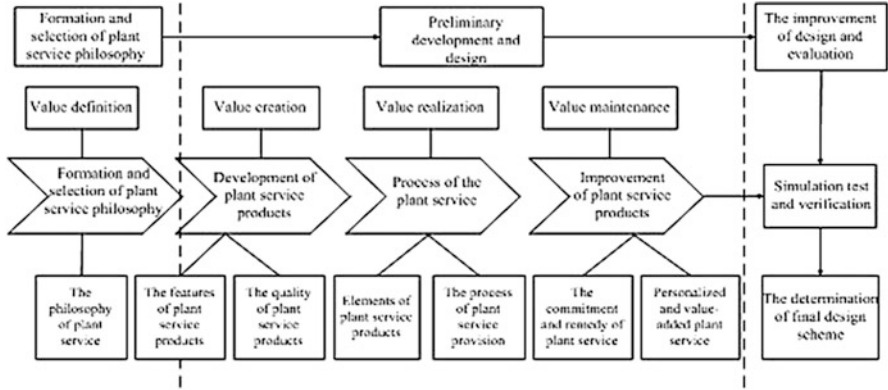 Formation and
selection of plant
service philosophy
Preliminary
development and
design
The improvement
of design and
evaluation
Value definition
Value creation
Value realization
Value maintenance
Formation and
selection of plant
service philosophy
Development of
plant service
products
Process of the
plant service
Improvement
of plant service
products
Simulation test
and verification
The
philosophy
of plant
service
The features
of plant
service
products
The quality
of plant
service
products
Elements of
plant service
products
The process
of plant
service
provision
The
commitment
and remedy of
plant service
Personalized
and value-
added plant
service
The determination
of final design
scheme